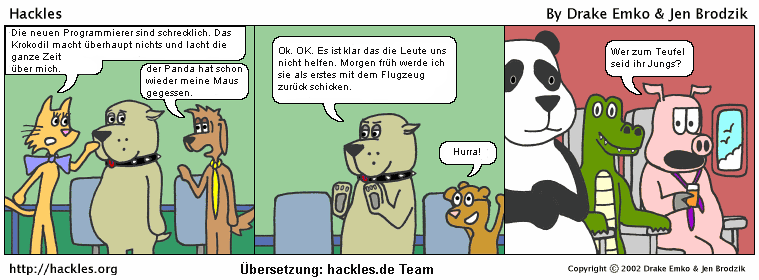 Hackles
By Drake Emko & Jen Brodzik
Die neuen Programmierer sind schrecklich. Das
Krokodil macht überhaupt nichts und lacht die
ganze Zeit
über mich.
der Panda hat schon
wieder meine Maus
gegessen.
Ok. OK. Es ist klar das die Leute uns
nicht helfen. Morgen früh werde ich
sie als erstes mit dem Flugzeug
zurück schicken.
Hurra!
Wer zum Teufel
seid ihr Jungs?
http://hackles.org
Übersetzung: hackles.de Team
Copyright © 2002 Drake Emko & Jen Brodzik